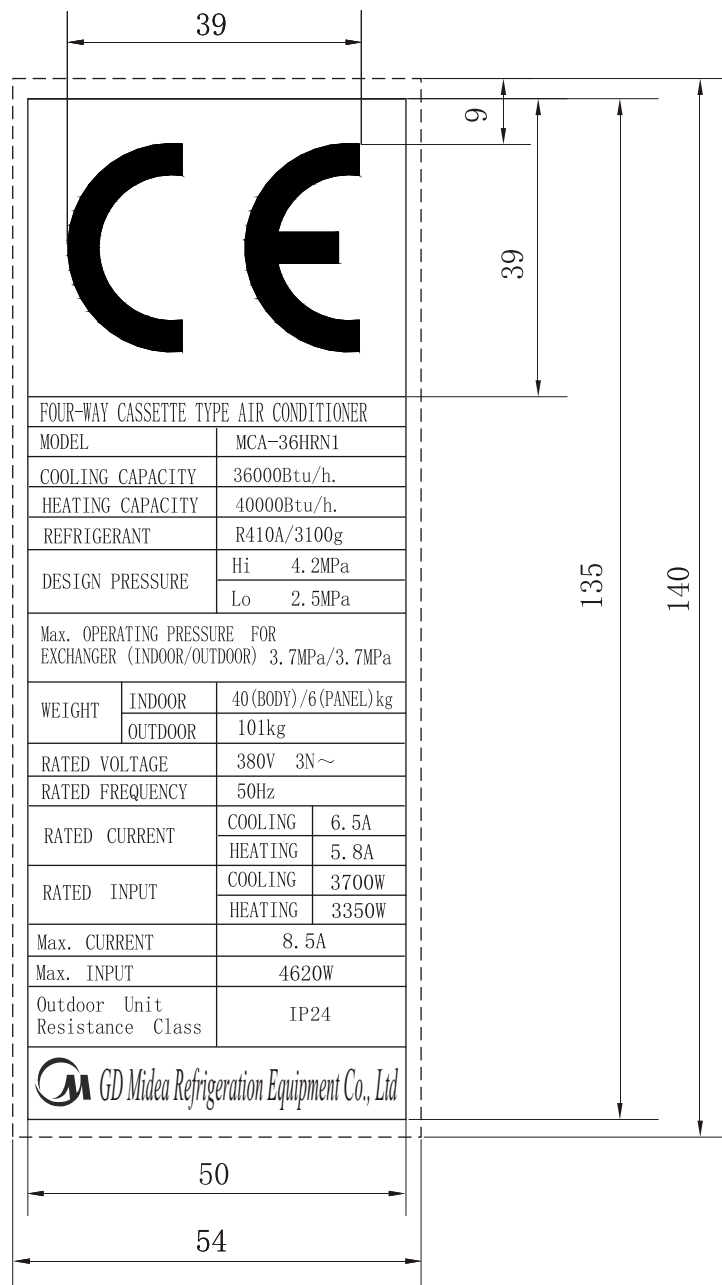 39
9
39
135
140
CE
FOUR-WAY CASSETTE TYPE AIR CONDITIONER
MODEL MCA-36HRN1
COOLING CAPACITY 36000Btu/h.
HEATING CAPACITY 40000Btu/h.
REFRIGERANT R410A/3100g
DESIGN PRESSURE Hi 4.2MPa
Lo 2.5MPa
Max. OPERATING PRESSURE FOR
EXCHANGER (INDOOR/OUTDOOR) 3.7MPa/3.7MPa
WEIGHT INDOOR 40(BODY)/6(PANEL)kg
OUTDOOR 101kg
RATED VOLTAGE 380V 3N~
RATED FREQUENCY 50Hz
RATED CURRENT COOLING 6.5A
HEATING 5.8A
RATED INPUT COOLING 3700W
HEATING 3350W
Max. CURRENT 8.5A
Max. INPUT 4620W
Outdoor Unit
Resistance Class IP24
GD Midea Refrigeration Equipment Co., Ltd
50
54